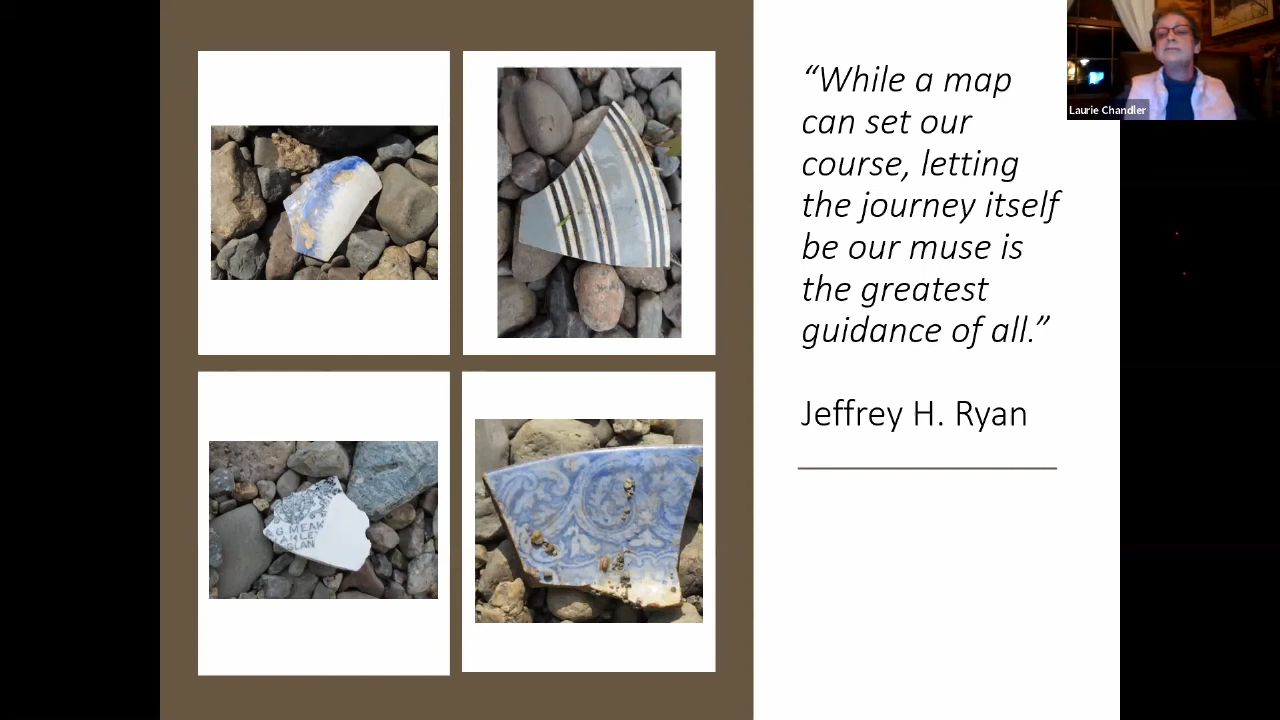 “While a map
can set our
course, letting
the journey itself
be our muse is
the greatest
guidance of all.”
Jeffrey H. Ryan
Laurie Chandler
G. MEAK